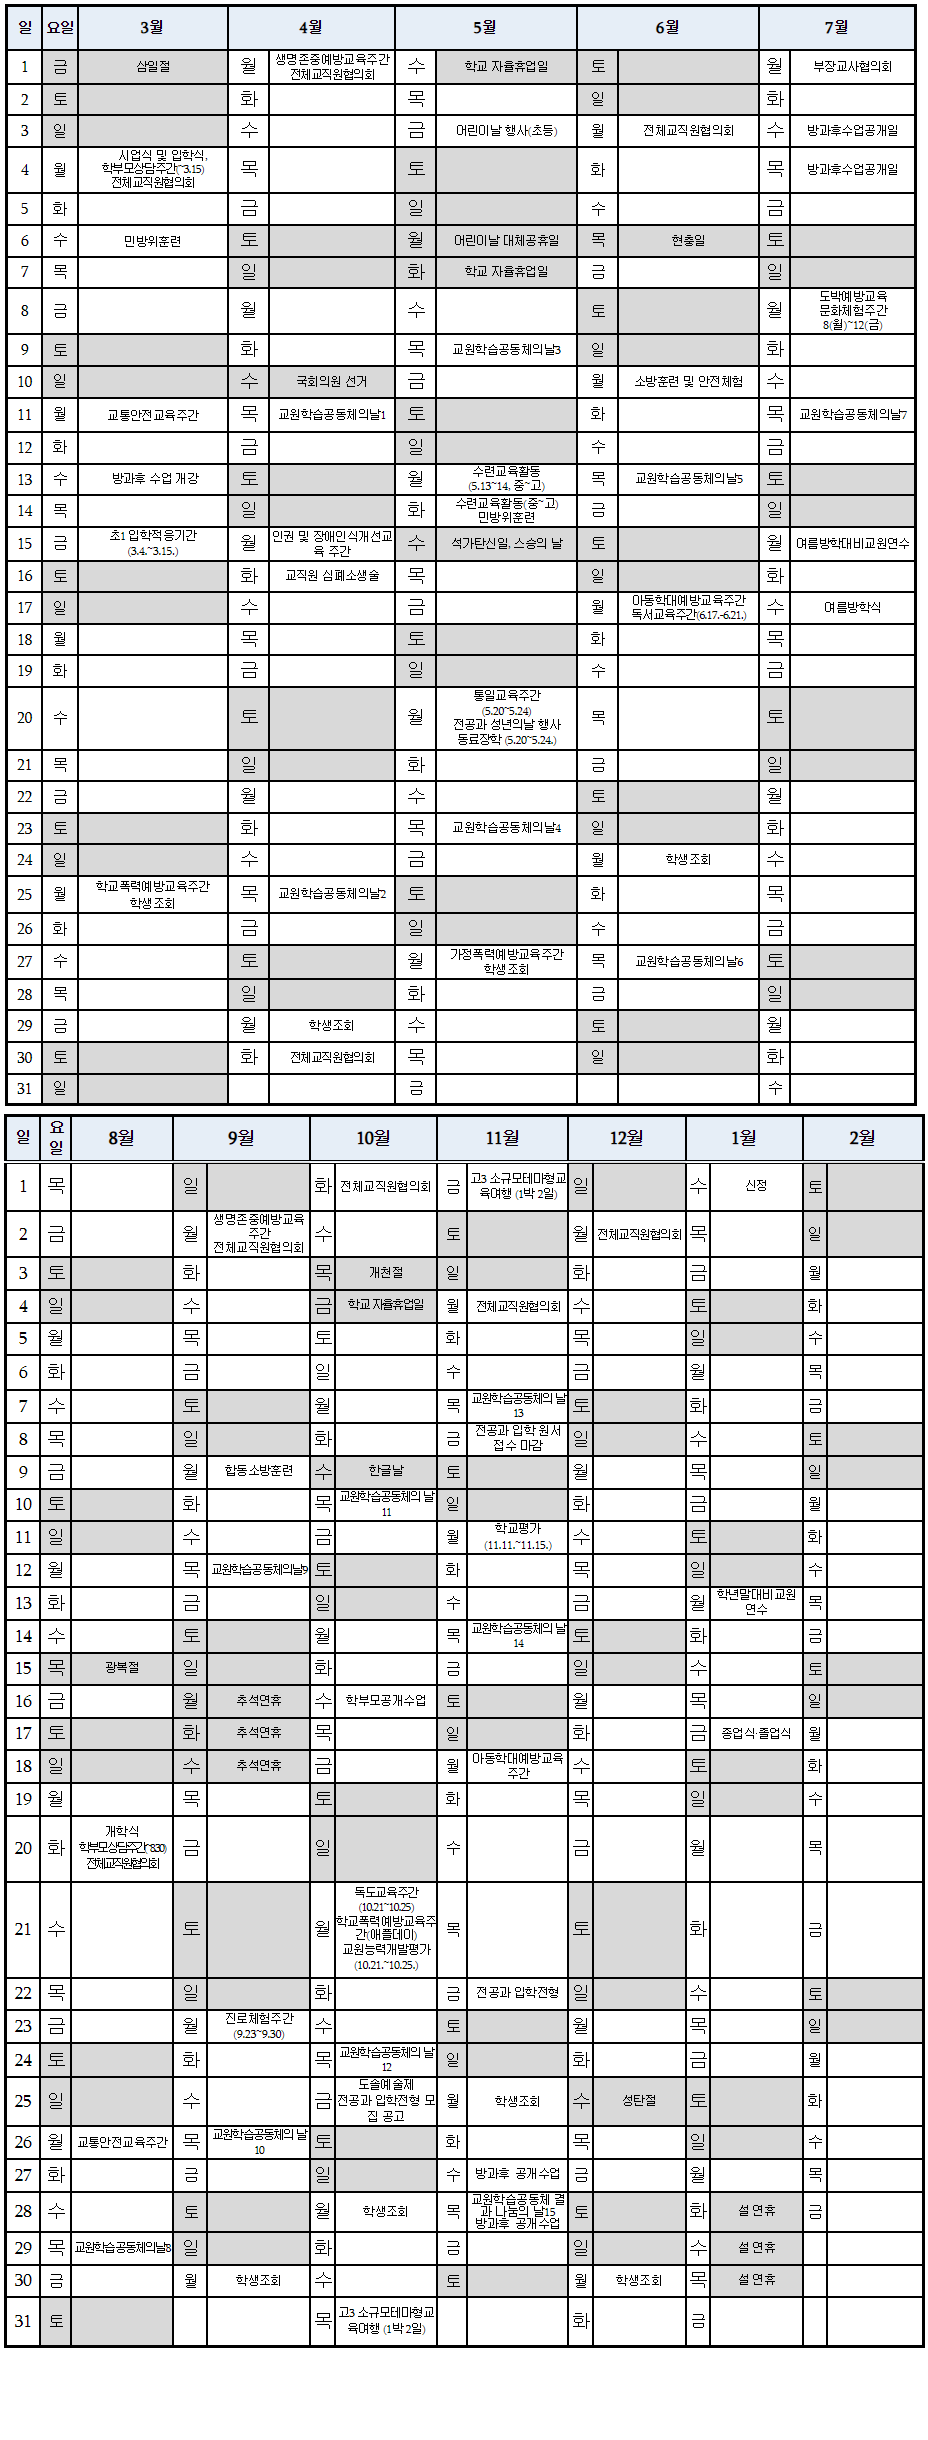 일 요일 3월 4월 5월 6월 7월
1 금 삼일절 월 생명존중예방교육주간 수 학교 자율휴업일 토 월 부장교사협의회
전체교직원협의회
2 토 화 목 일 화
3 일 수 금 어린이날 행사(초등) 월 전체교직원협의회 수 방과후수업공개일
4 월 시업식 및 입학식, 목 토 화 목 방과후수업공개일
학부모상담주간(~3.15)
전체교직원협의회
5 화 금 일 수 금
6 수 민방위훈련 토 월 어린이날 대체공휴일 목 현충일 토
7 목 일 화 학교 자율휴업일 금 일
8 금 월 수 토 월 도박예방교육
문화체험주간
8(월)~12(금)
9 토 화 목 교원학습공동체의날3 일 화
10 일 수 국회의원 선거 금 월 소방훈련 및 안전체험 수
11 월 교통안전교육주간 목 교원학습공동체의날1 토 화 목 교원학습공동체의날7
12 화 금 일 수 금
13 수 방과후 수업 개강 토 월 수련교육활동 목 교원학습공동체의날5 토
(5.13~14, 중~고)
14 목 일 화 수련교육활동(중~고) 금 일
민방위훈련
15 금 초1 입학적응기간 월 인권 및 장애인식개선교 수 석가탄신일, 스승의 날 토 월 여름방학대비교원연수
(3.4.~3.15.) 육 주간
16 토 화 교직원 심폐소생술 목 일 화
17 일 수 금 월 아동학대예방교육주간 수 여름방학식
독서교육주간(6.17.-6.21.)
18 월 목 토 화 목
19 화 금 일 수 금
20 수 토 월 통일교육주간 목 토
(5.20~5.24)
전공과 성년의날 행사
동료장학 (5.20~5.24.)
21 목 일 화 금 일
22 금 월 수 토 월
23 토 화 목 교원학습공동체의날4 일 화
24 일 수 금 월 학생조회 수
25 월 학교폭력예방교육주간 목 교원학습공동체의날2 토 화 목
학생조회
26 화 금 일 수 금
27 수 토 월 가정폭력예방교육주간 목 교원학습공동체의날6 토
학생조회
28 목 일 화 금 일
29 금 월 학생조회 수 토 월
30 토 화 전체교직원협의회 목 일 화
31 일 금 수
일 요 8월 9월 10월 11월 12월 1월 2월
일
1 목 일 화 전체교직원협의회 금 고3 소규모테마형교 일 수 신정 토
육여행 (1박 2일)
2 금 월 생명존중예방교육 수 토 월 전체교직원협의회 목 일
주간
전체교직원협의회
3 토 화 목 개천절 일 화 금 월
4 일 수 금 학교 자율휴업일 월 전체교직원협의회 수 토 화
5 월 목 토 화 목 일 수
6 화 금 일 수 금 월 목
7 수 토 월 목 교원학습공동체의 날 토 화 금
13
8 목 일 화 금 전공과 입학 원서 일 수 토
접수 마감
9 금 월 합동소방훈련 수 한글날 토 월 목 일
10 토 화 목 교원학습공동체의 날 일 화 금 월
11
11 일 수 금 월 학교평가 수 토 화
(11.11.~11.15.)
12 월 목 교원학습공동체의날9 토 화 목 일 수
13 화 금 일 수 금 월 학년말대비교원 목
연수
14 수 토 월 목 교원학습공동체의 날 토 화 금
14
15 목 광복절 일 화 금 일 수 토
16 금 월 추석연휴 수 학부모공개수업 토 월 목 일
17 토 화 추석연휴 목 일 화 금 종업식·졸업식 월
18 일 수 추석연휴 금 월 아동학대예방교육 수 토 화
주간
19 월 목 토 화 목 일 수
20 화 개학식 금 일 수 금 월 목
학부모상담주간(~8.30)
전체교직원협의회
21 수 토 월 독도교육주간 목 토 화 금
(10.21~10.25)
학교폭력예방교육주
간(애플데이)
교원능력개발평가
(10.21.~10.25.)
22 목 일 화 금 전공과 입학전형 일 수 토
23 금 월 진로체험주간 수 토 월 목 일
(9.23~9.30)
24 토 화 목 교원학습공동체의 날 일 화 금 월
12
25 일 수 금 도솔예술제 월 학생조회 수 성탄절 토 화
전공과 입학전형 모
집 공고
26 월 교통안전교육주간 목 교원학습공동체의 날 토 화 목 일 수
10
27 화 금 일 수 방과후 공개수업 금 월 목
28 수 토 월 학생조회 목 교원학습공동체 결 토 화 설 연휴 금
과 나눔의 날15
방과후 공개수업
29 목 교원학습공동체의날8 일 화 금 일 수 설 연휴
30 금 월 학생조회 수 토 월 학생조회 목 설 연휴
31 토 목 고3 소규모테마형교 화 금
육여행 (1박 2일)